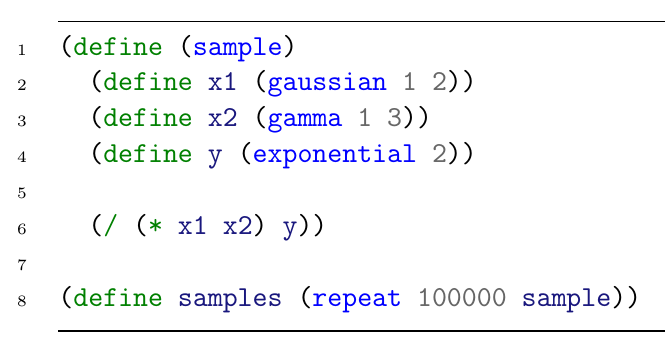 1 (define (sample)
2   (define x1 (gaussian 1 2))
3   (define x2 (gamma 1 3))
4   (define y (exponential 2))
5
6   (/ (* x1 x2) y))
7
8 (define samples (repeat 100000 sample))